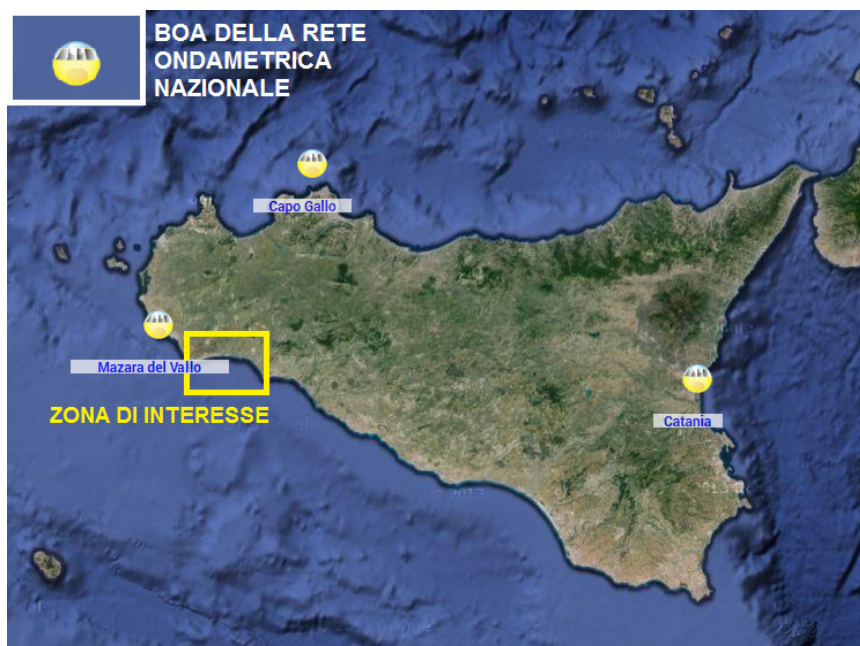 BOA DELLA RETE
ONDAMETRICA
NAZIONALE
Capo Gallo
Mazara del Vallo
ZONA DI INTERESSE
Catania